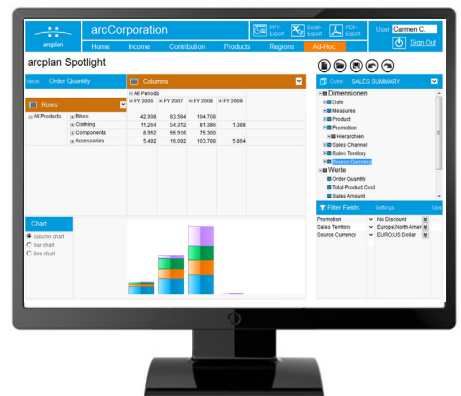 arcplan
arcCorporation
PPT-Export
Excel-Export
PDF-Export
User Carmen C.
Sign Out
Home Income Contribution Products Regions Ad-Hoc
arcplan Spotlight
Value: Order Quantity
Columns
Cube: SALES SUMMARY
All Periods
Rows
FY 2006 FY 2007 FY 2008 FY 2009
All Products
Bikes 42.908 83.504 104.708
Clothing 11.264 54.312 81.396 1.388
Components 8.952 55.916 75.300
Accessories 5.492 16.092 103.788 5.864
Dimensionen
Date
Measures
Product
Promotion
Hierarchien
Sales Channel
Sales Territory
Source Currency
Werte
Order Quantity
Total Product Cost
Sales Amount
Filter Fields Settings Type
Promotion No Discount
Sales Territory Europe;North Amer
Source Currency EURO;US Dollar
Chart
column chart
bar chart
line chart